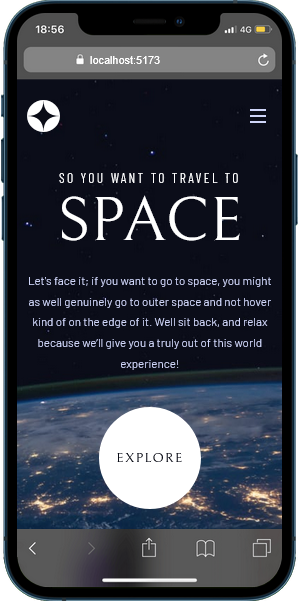 18:56
4G
localhost:5173
SO YOU WANT TO TRAVEL TO
SPACE
Let's face it; if you want to go to space, you might
as well genuinely go to outer space and not hover
kind of on the edge of it. Well sit back, and relax
because we'll give you a truly out of this world
experience!
EXPLORE